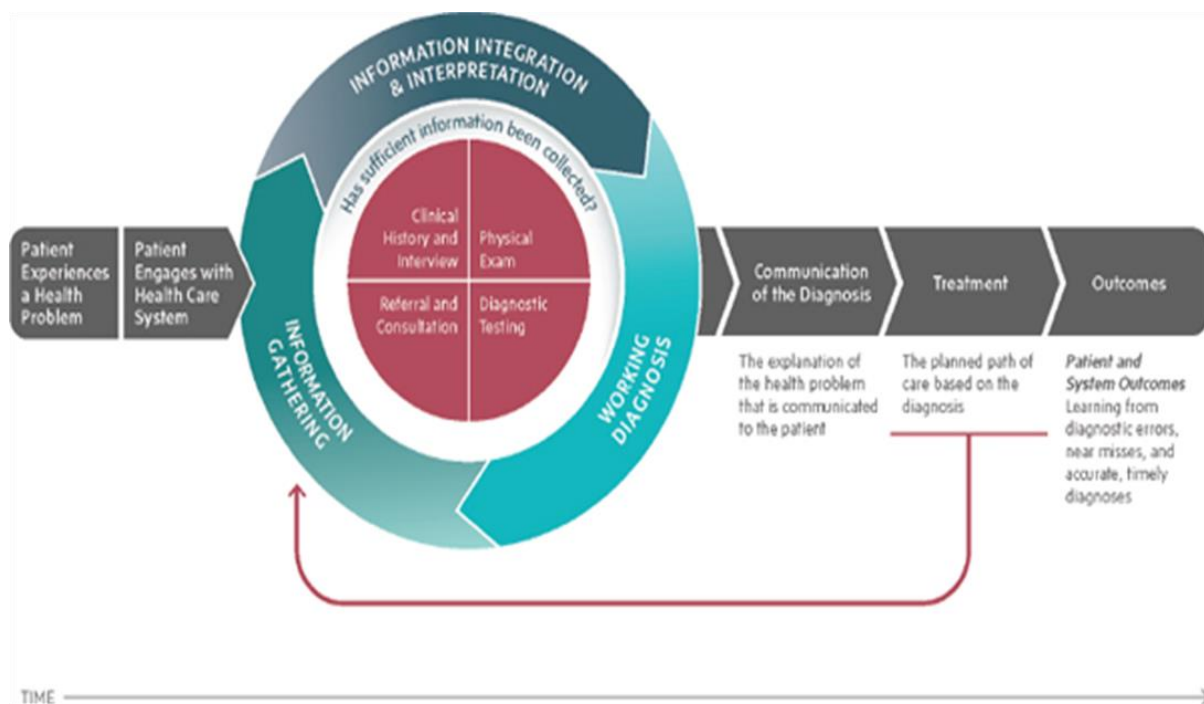 INFORMATION INTEGRATION
& INTERPRETATION
Has sufficient information been collected?
Clinical
History and
Interview
Physical
Exam
Referral and
Consultation
Diagnostic
Testing
INFORMATION
GATHERING
WORKING
DIAGNOSIS
Patient
Experiences
a Health
Problem
Patient
Engages with
Health Care
System
Communication
of the Diagnosis
Treatment
Outcomes
The explanation of
the health problem
that is communicated
to the patient
The planned path of
care based on the
diagnosis
Patient and
System Outcomes
Learning from
diagnostic errors,
near misses, and
accurate, timely
diagnoses
TIME